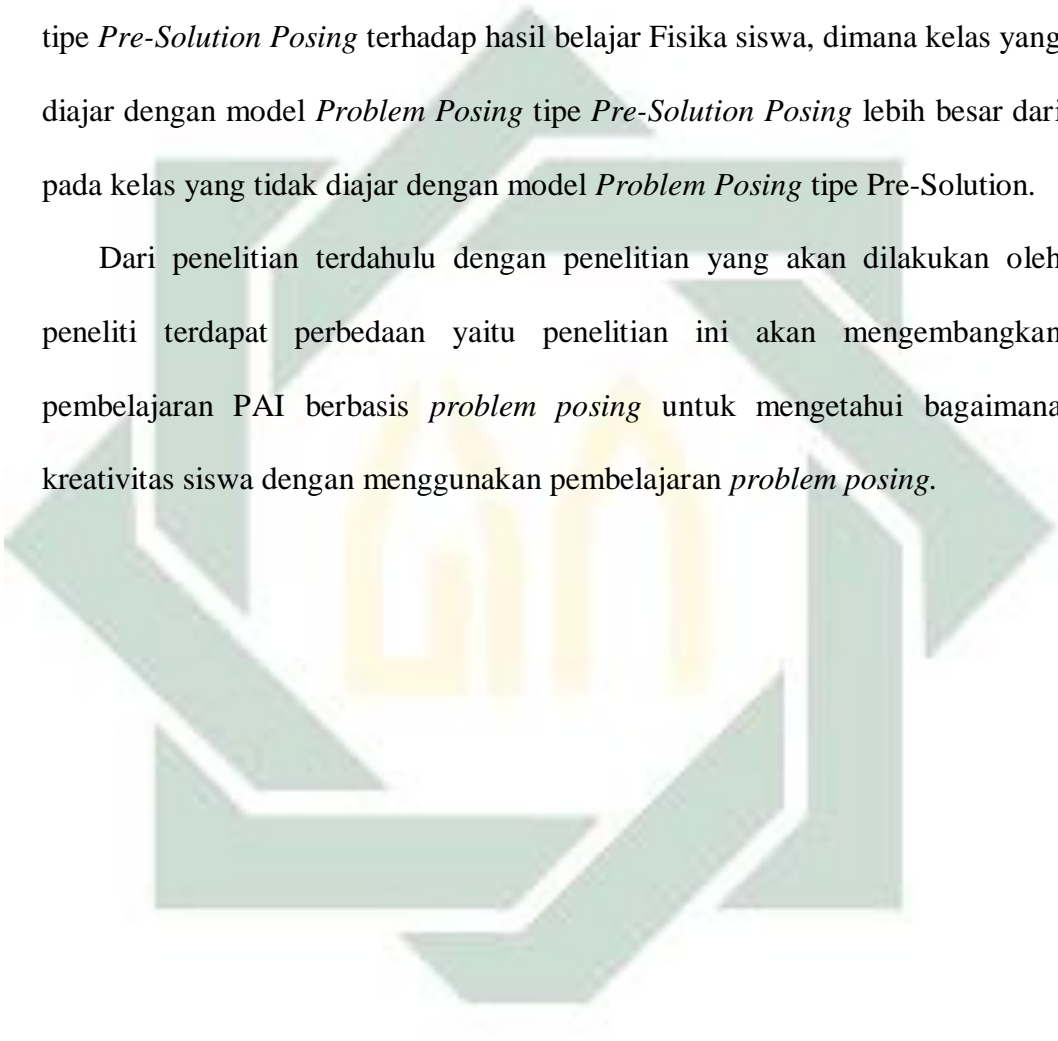 tipe Pre-Solution Posing terhadap hasil belajar Fisika siswa, dimana kelas yang
diajar dengan model Problem Posing tipe Pre-Solution Posing lebih besar dari
pada kelas yang tidak diajar dengan model Problem Posing tipe Pre-Solution.
Dari penelitian terdahulu dengan penelitian yang akan dilakukan oleh
peneliti terdapat perbedaan yaitu penelitian ini akan mengembangkan
pembelajaran PAI berbasis problem posing untuk mengetahui bagaimana
kreativitas siswa dengan menggunakan pembelajaran problem posing.